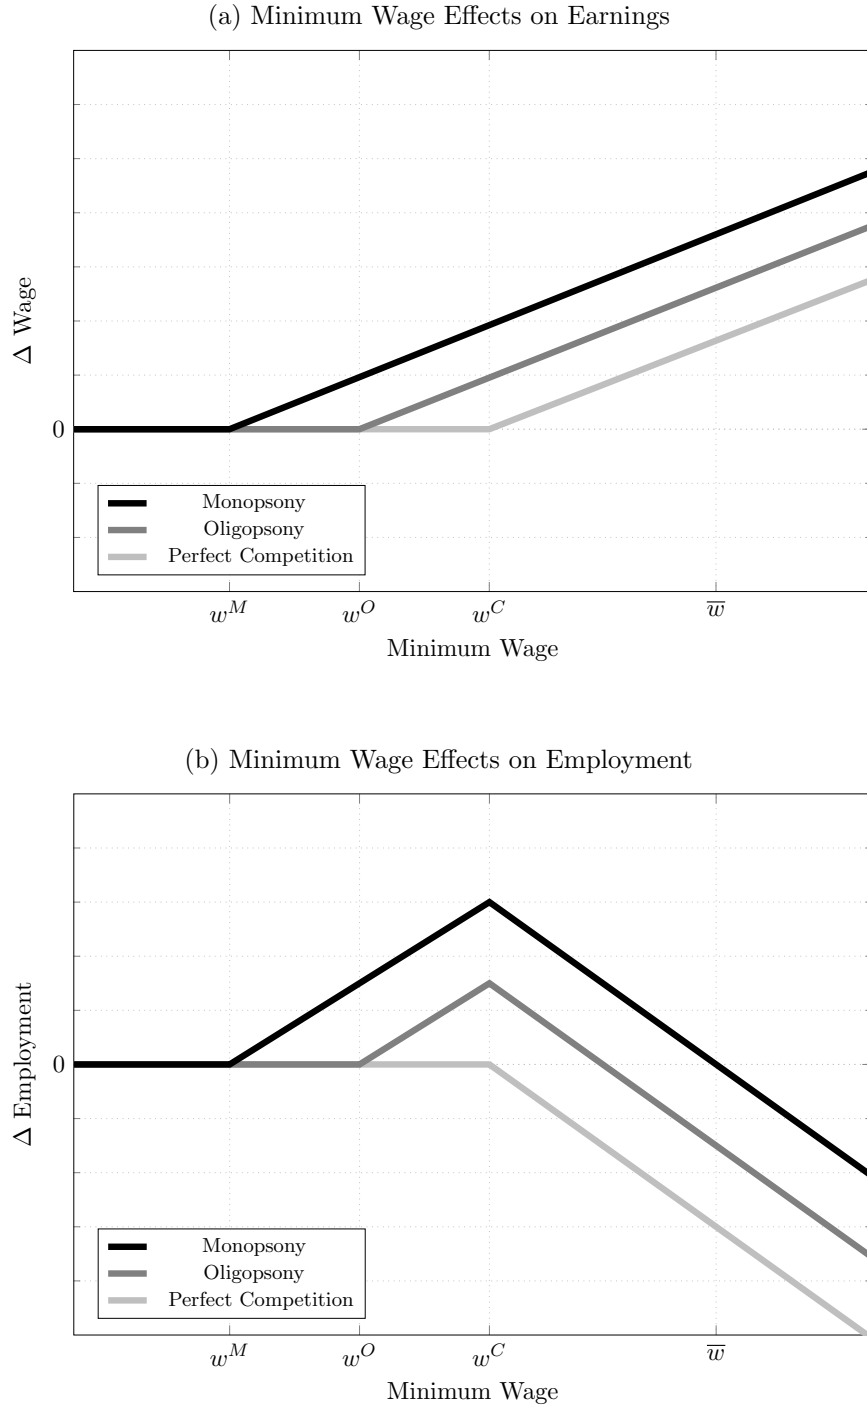 (a) Minimum Wage Effects on Earnings
Δ Wage
0
Monopsony
Oligopsony
Perfect Competition
w^M w^O w^C w̅
Minimum Wage
(b) Minimum Wage Effects on Employment
Δ Employment
0
Monopsony
Oligopsony
Perfect Competition
w^M w^O w^C w̅
Minimum Wage